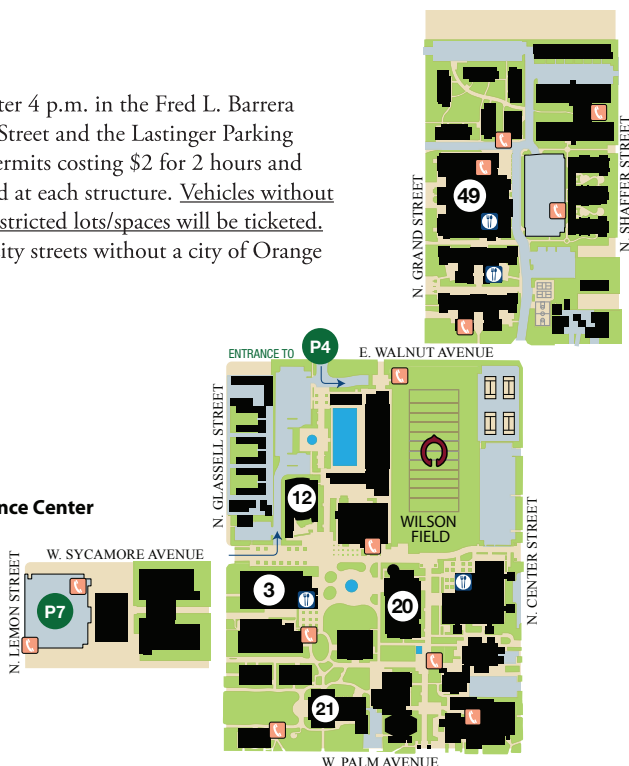 ter 4 p.m. in the Fred L. Barrera
Street and the Lastinger Parking
ermits costing $2 for 2 hours and
d at each structure. Vehicles without
stricted lots/spaces will be ticketed.
ity streets without a city of Orange
N. GRAND STREET
49
N. SHAFFER STREET
ENTRANCE TO
P4
E. WALNUT AVENUE
N. GLASSELL STREET
12
WILSON
FIELD
nce Center
N. CENTER STREET
W. SYCAMORE AVENUE
N. LEMON STREET
P7
3
20
21
W. PALM AVENUE